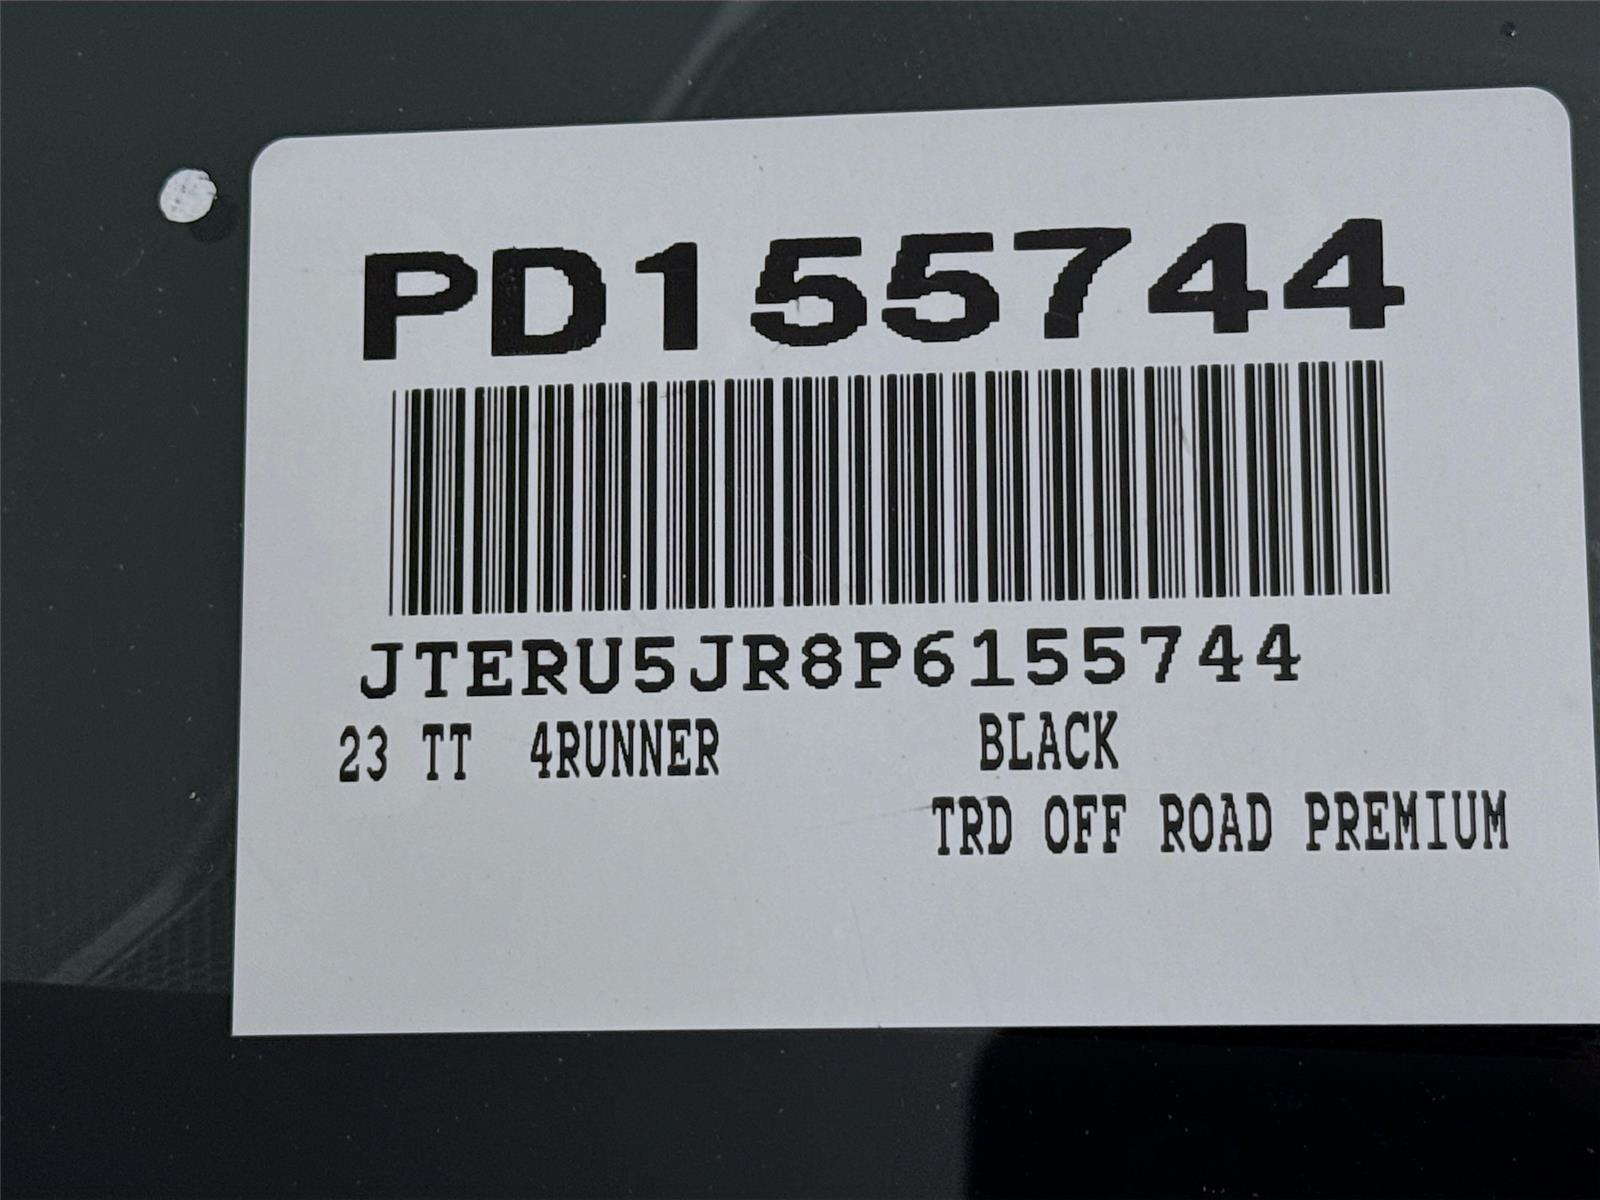 PD155744
JTERU5JR8P6155744
23 TT 4RUNNER BLACK
TRD OFF ROAD PREMIUM